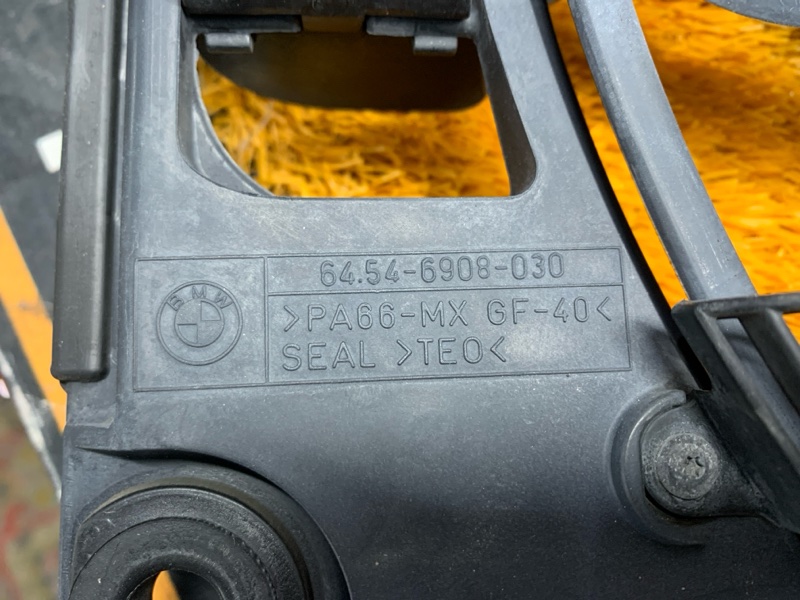 BMW
64.54-6908-030
>PA66-MX GF-40<
SEAL >TEO<